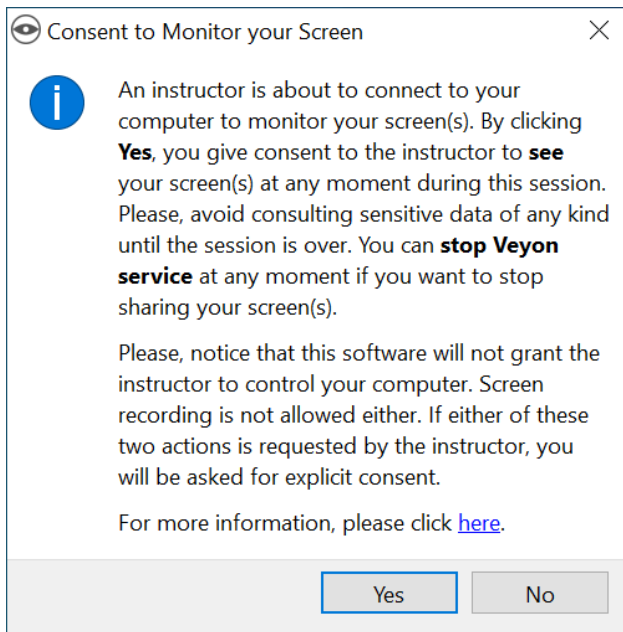 Consent to Monitor your Screen
An instructor is about to connect to your
computer to monitor your screen(s). By clicking
Yes, you give consent to the instructor to see
your screen(s) at any moment during this session.
Please, avoid consulting sensitive data of any kind
until the session is over. You can stop Veyon
service at any moment if you want to stop
sharing your screen(s).
Please, notice that this software will not grant the
instructor to control your computer. Screen
recording is not allowed either. If either of these
two actions is requested by the instructor, you
will be asked for explicit consent.
For more information, please click here.
Yes
No